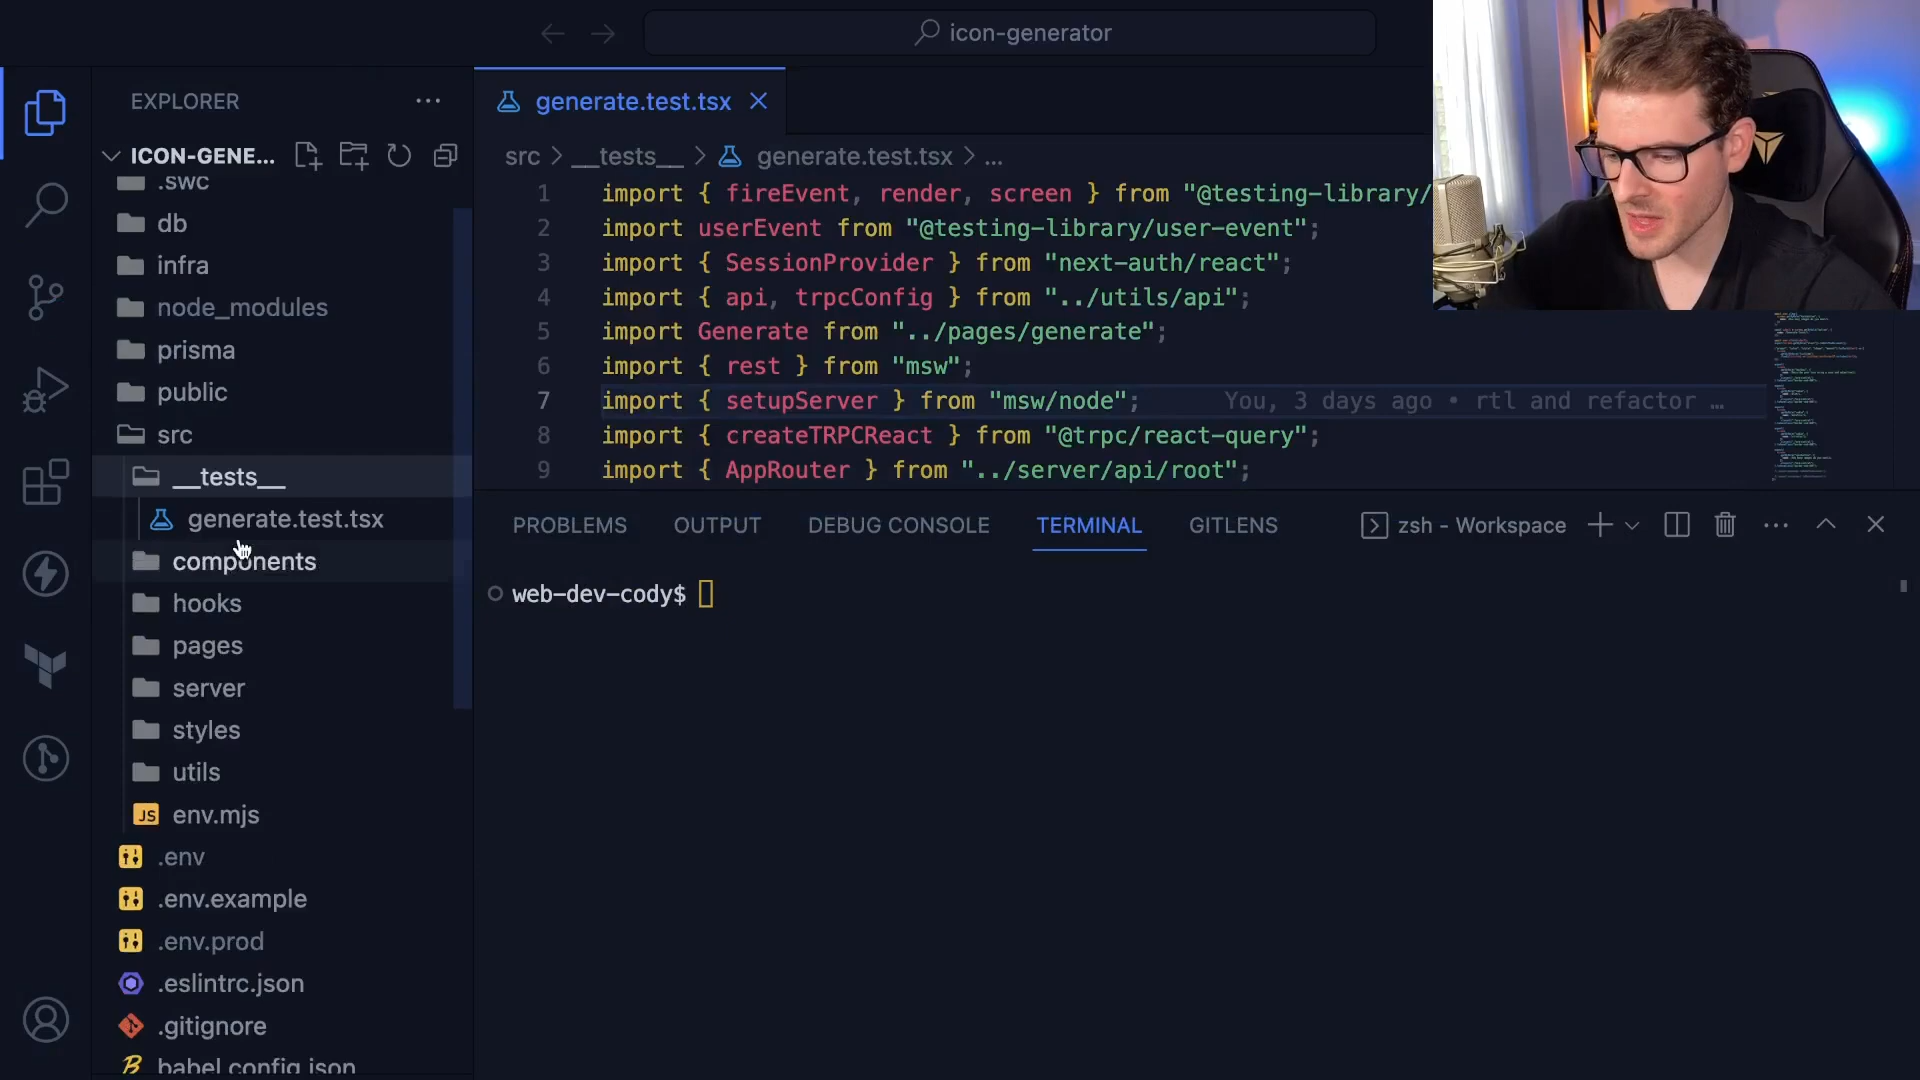 icon-generator
EXPLORER
generate.test.tsx
ICON-GENE...
src > __tests__ > generate.test.tsx > ...
.swc
db
infra
node_modules
prisma
public
src
__tests__
generate.test.tsx
components
hooks
pages
server
styles
utils
JS env.mjs
.env
.env.example
.env.prod
.eslintrc.json
.gitignore
babel.config.json
1 import { fireEvent, render, screen } from "@testing-library/
2 import userEvent from "@testing-library/user-event";
3 import { SessionProvider } from "next-auth/react";
4 import { api, trpcConfig } from "../utils/api";
5 import Generate from "../pages/generate";
6 import { rest } from "msw";
7 import { setupServer } from "msw/node"; You, 3 days ago • rtl and refactor …
8 import { createTRPCReact } from "@trpc/react-query";
9 import { AppRouter } from "../server/api/root";
PROBLEMS OUTPUT DEBUG CONSOLE TERMINAL GITLENS zsh - Workspace
web-dev-cody$